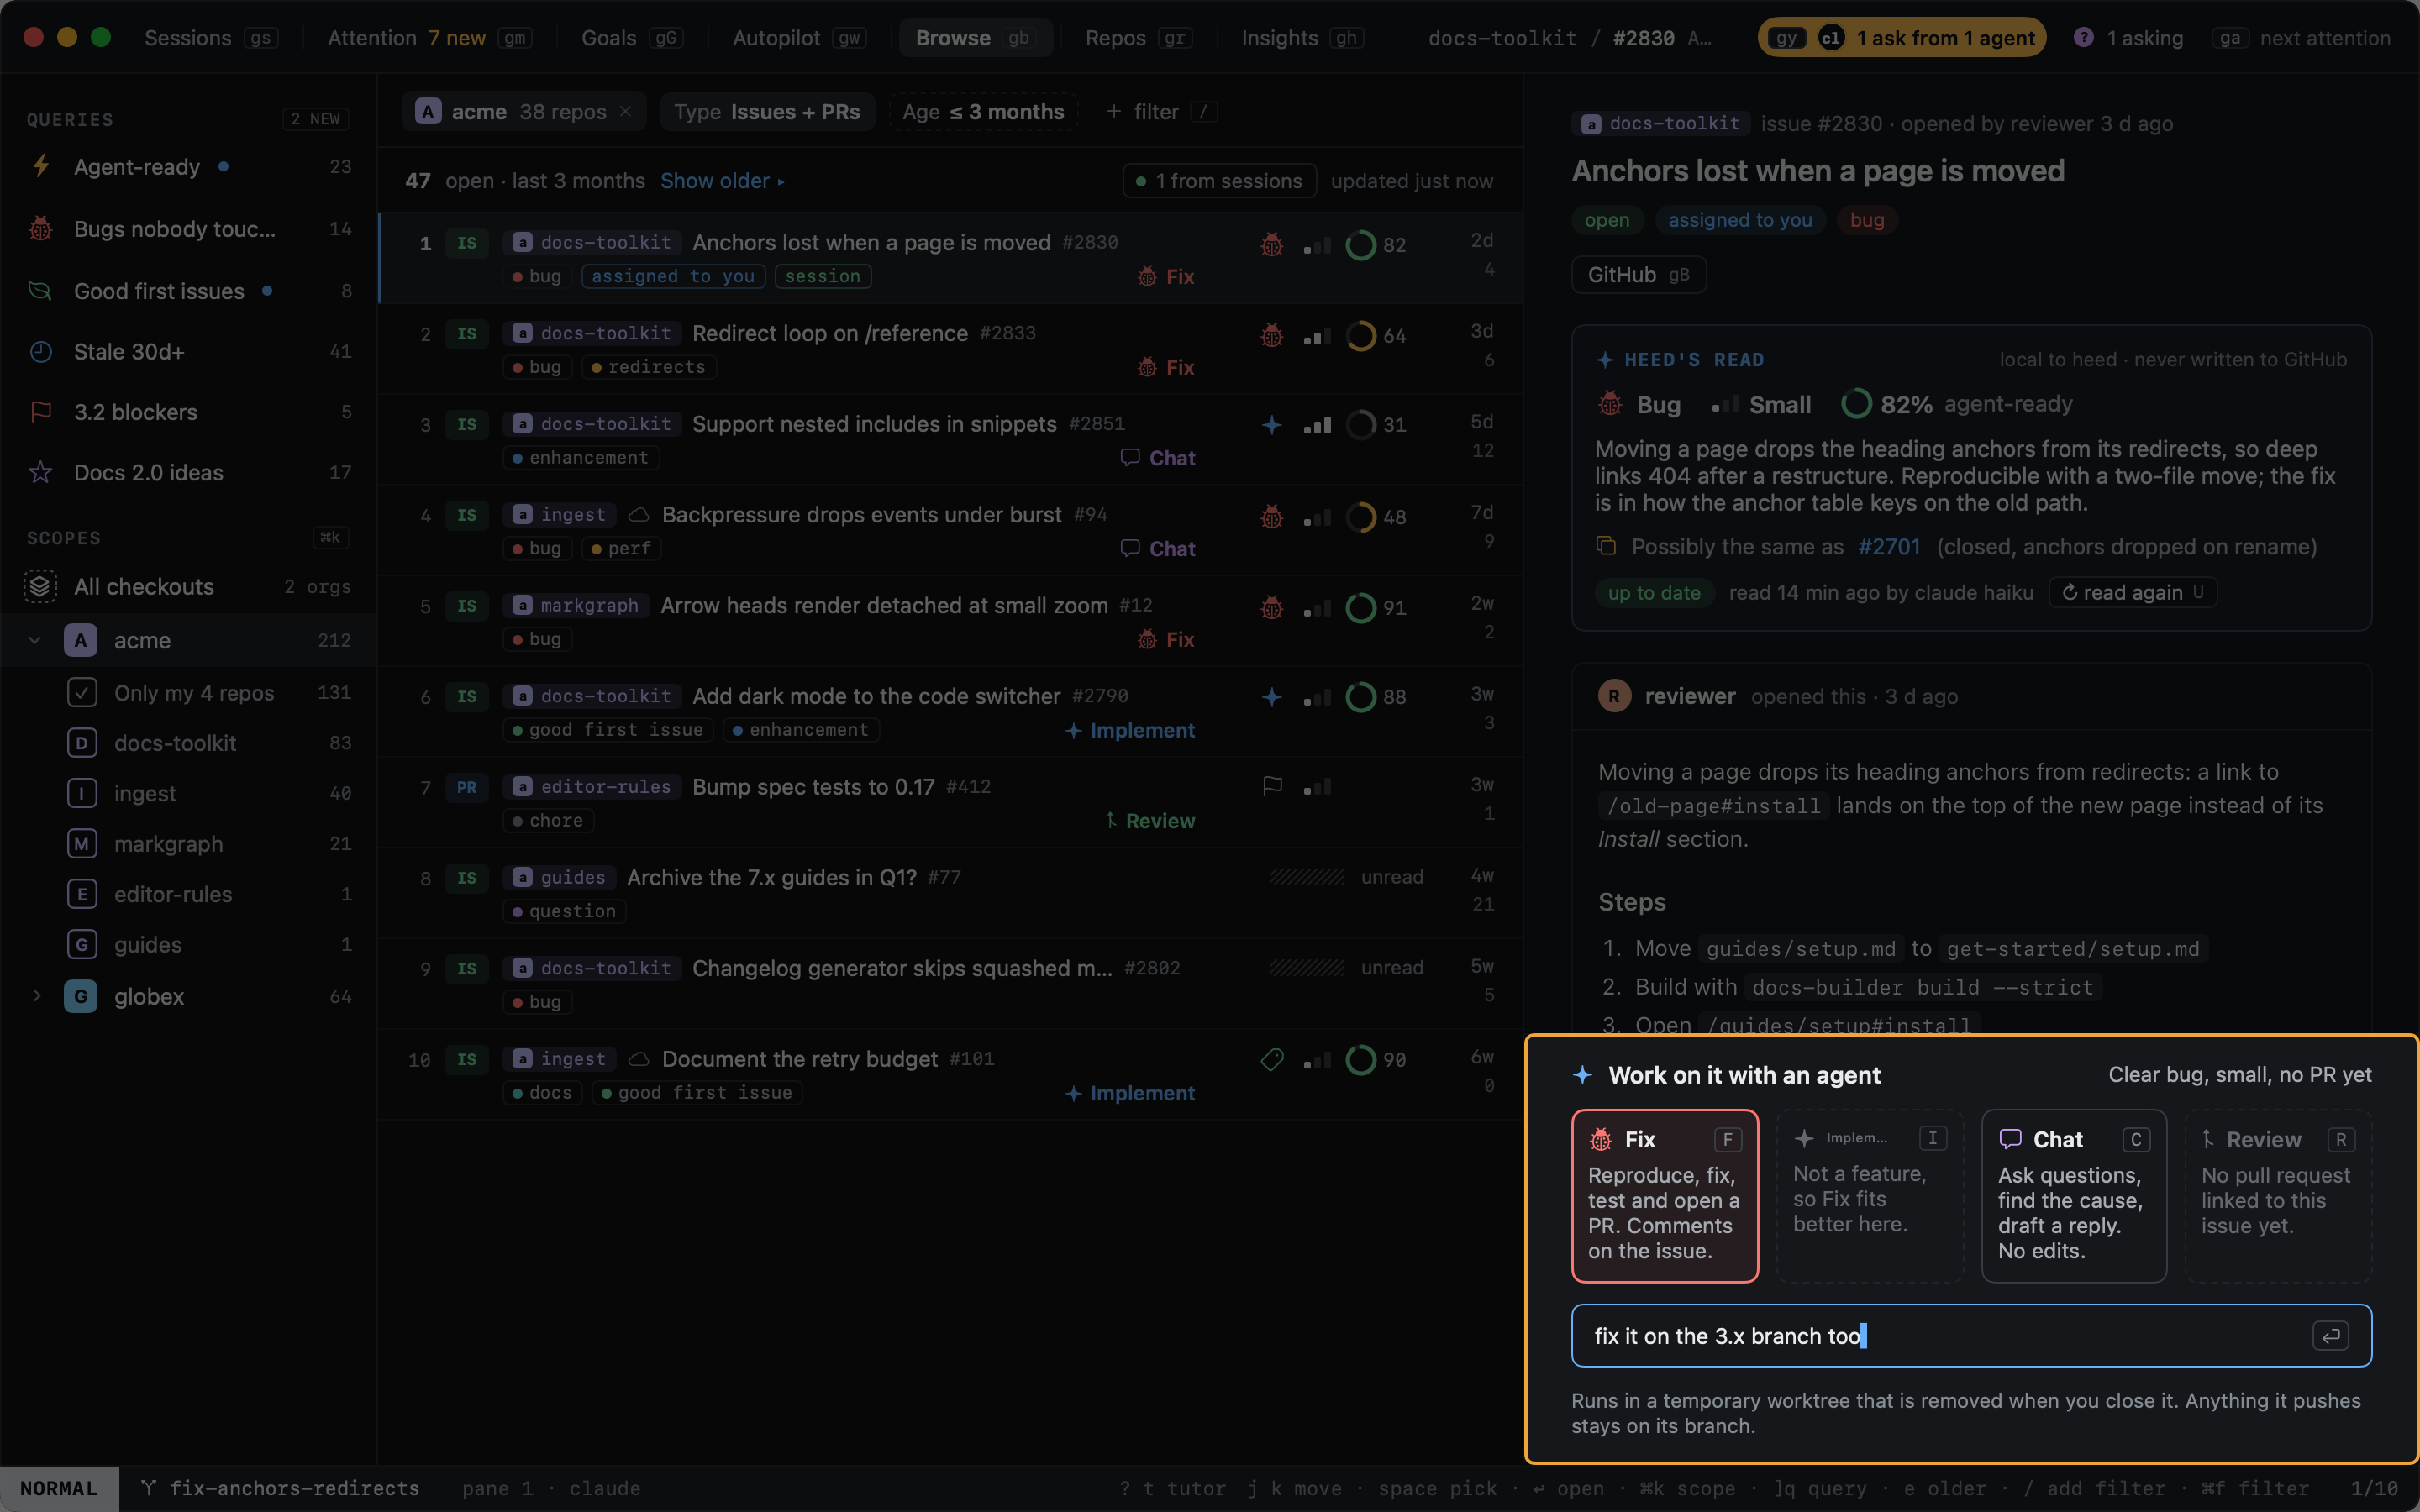 Sessions gs Attention 7 new gm Goals gG Autopilot gw Browse gb Repos gr Insights gh docs-toolkit / #2830 A… gy cl 1 ask from 1 agent ? 1 asking ga next attention
QUERIES 2 NEW
Agent-ready 23
Bugs nobody touc… 14
Good first issues 8
Stale 30d+ 41
3.2 blockers 5
Docs 2.0 ideas 17
SCOPES ⌘k
All checkouts 2 orgs
A acme 212
Only my 4 repos 131
D docs-toolkit 83
I ingest 40
M markgraph 21
E editor-rules 1
G guides 1
G globex 64
A acme 38 repos × Type Issues + PRs Age ≤ 3 months + filter /
47 open · last 3 months Show older ▸ 1 from sessions updated just now
1 IS a docs-toolkit Anchors lost when a page is moved #2830 82 2d
bug assigned to you session Fix 4
2 IS a docs-toolkit Redirect loop on /reference #2833 64 3d
bug redirects Fix 6
3 IS a docs-toolkit Support nested includes in snippets #2851 31 5d
enhancement Chat 12
4 IS a ingest Backpressure drops events under burst #94 48 7d
bug perf Chat 9
5 IS a markgraph Arrow heads render detached at small zoom #12 91 2w
bug Fix 2
6 IS a docs-toolkit Add dark mode to the code switcher #2790 88 3w
good first issue enhancement Implement 3
7 PR a editor-rules Bump spec tests to 0.17 #412 3w
chore Review 1
8 IS a guides Archive the 7.x guides in Q1? #77 unread 4w
question 21
9 IS a docs-toolkit Changelog generator skips squashed m… #2802 unread 5w
bug 5
10 IS a ingest Document the retry budget #101 90 6w
docs good first issue Implement 0
a docs-toolkit issue #2830 · opened by reviewer 3 d ago
Anchors lost when a page is moved
open assigned to you bug
GitHub gB
HEED'S READ local to heed · never written to GitHub
Bug Small 82% agent-ready
Moving a page drops the heading anchors from its redirects, so deep
links 404 after a restructure. Reproducible with a two-file move; the fix
is in how the anchor table keys on the old path.
Possibly the same as #2701 (closed, anchors dropped on rename)
up to date read 14 min ago by claude haiku read again U
R reviewer opened this · 3 d ago
Moving a page drops its heading anchors from redirects: a link to
/old-page#install lands on the top of the new page instead of its
Install section.
Steps
1. Move guides/setup.md to get-started/setup.md
2. Build with docs-builder build --strict
3. Open /guides/setup#install
Work on it with an agent Clear bug, small, no PR yet
Fix F
Reproduce, fix,
test and open a
PR. Comments
on the issue.
Implem… I
Not a feature,
so Fix fits
better here.
Chat C
Ask questions,
find the cause,
draft a reply.
No edits.
Review R
No pull request
linked to this
issue yet.
fix it on the 3.x branch too
Runs in a temporary worktree that is removed when you close it. Anything it pushes
stays on its branch.
NORMAL fix-anchors-redirects pane 1 · claude ? t tutor j k move · space pick · ↩ open · ⌘k scope · ]q query · e older · / add filter · ⌘f filter 1/10